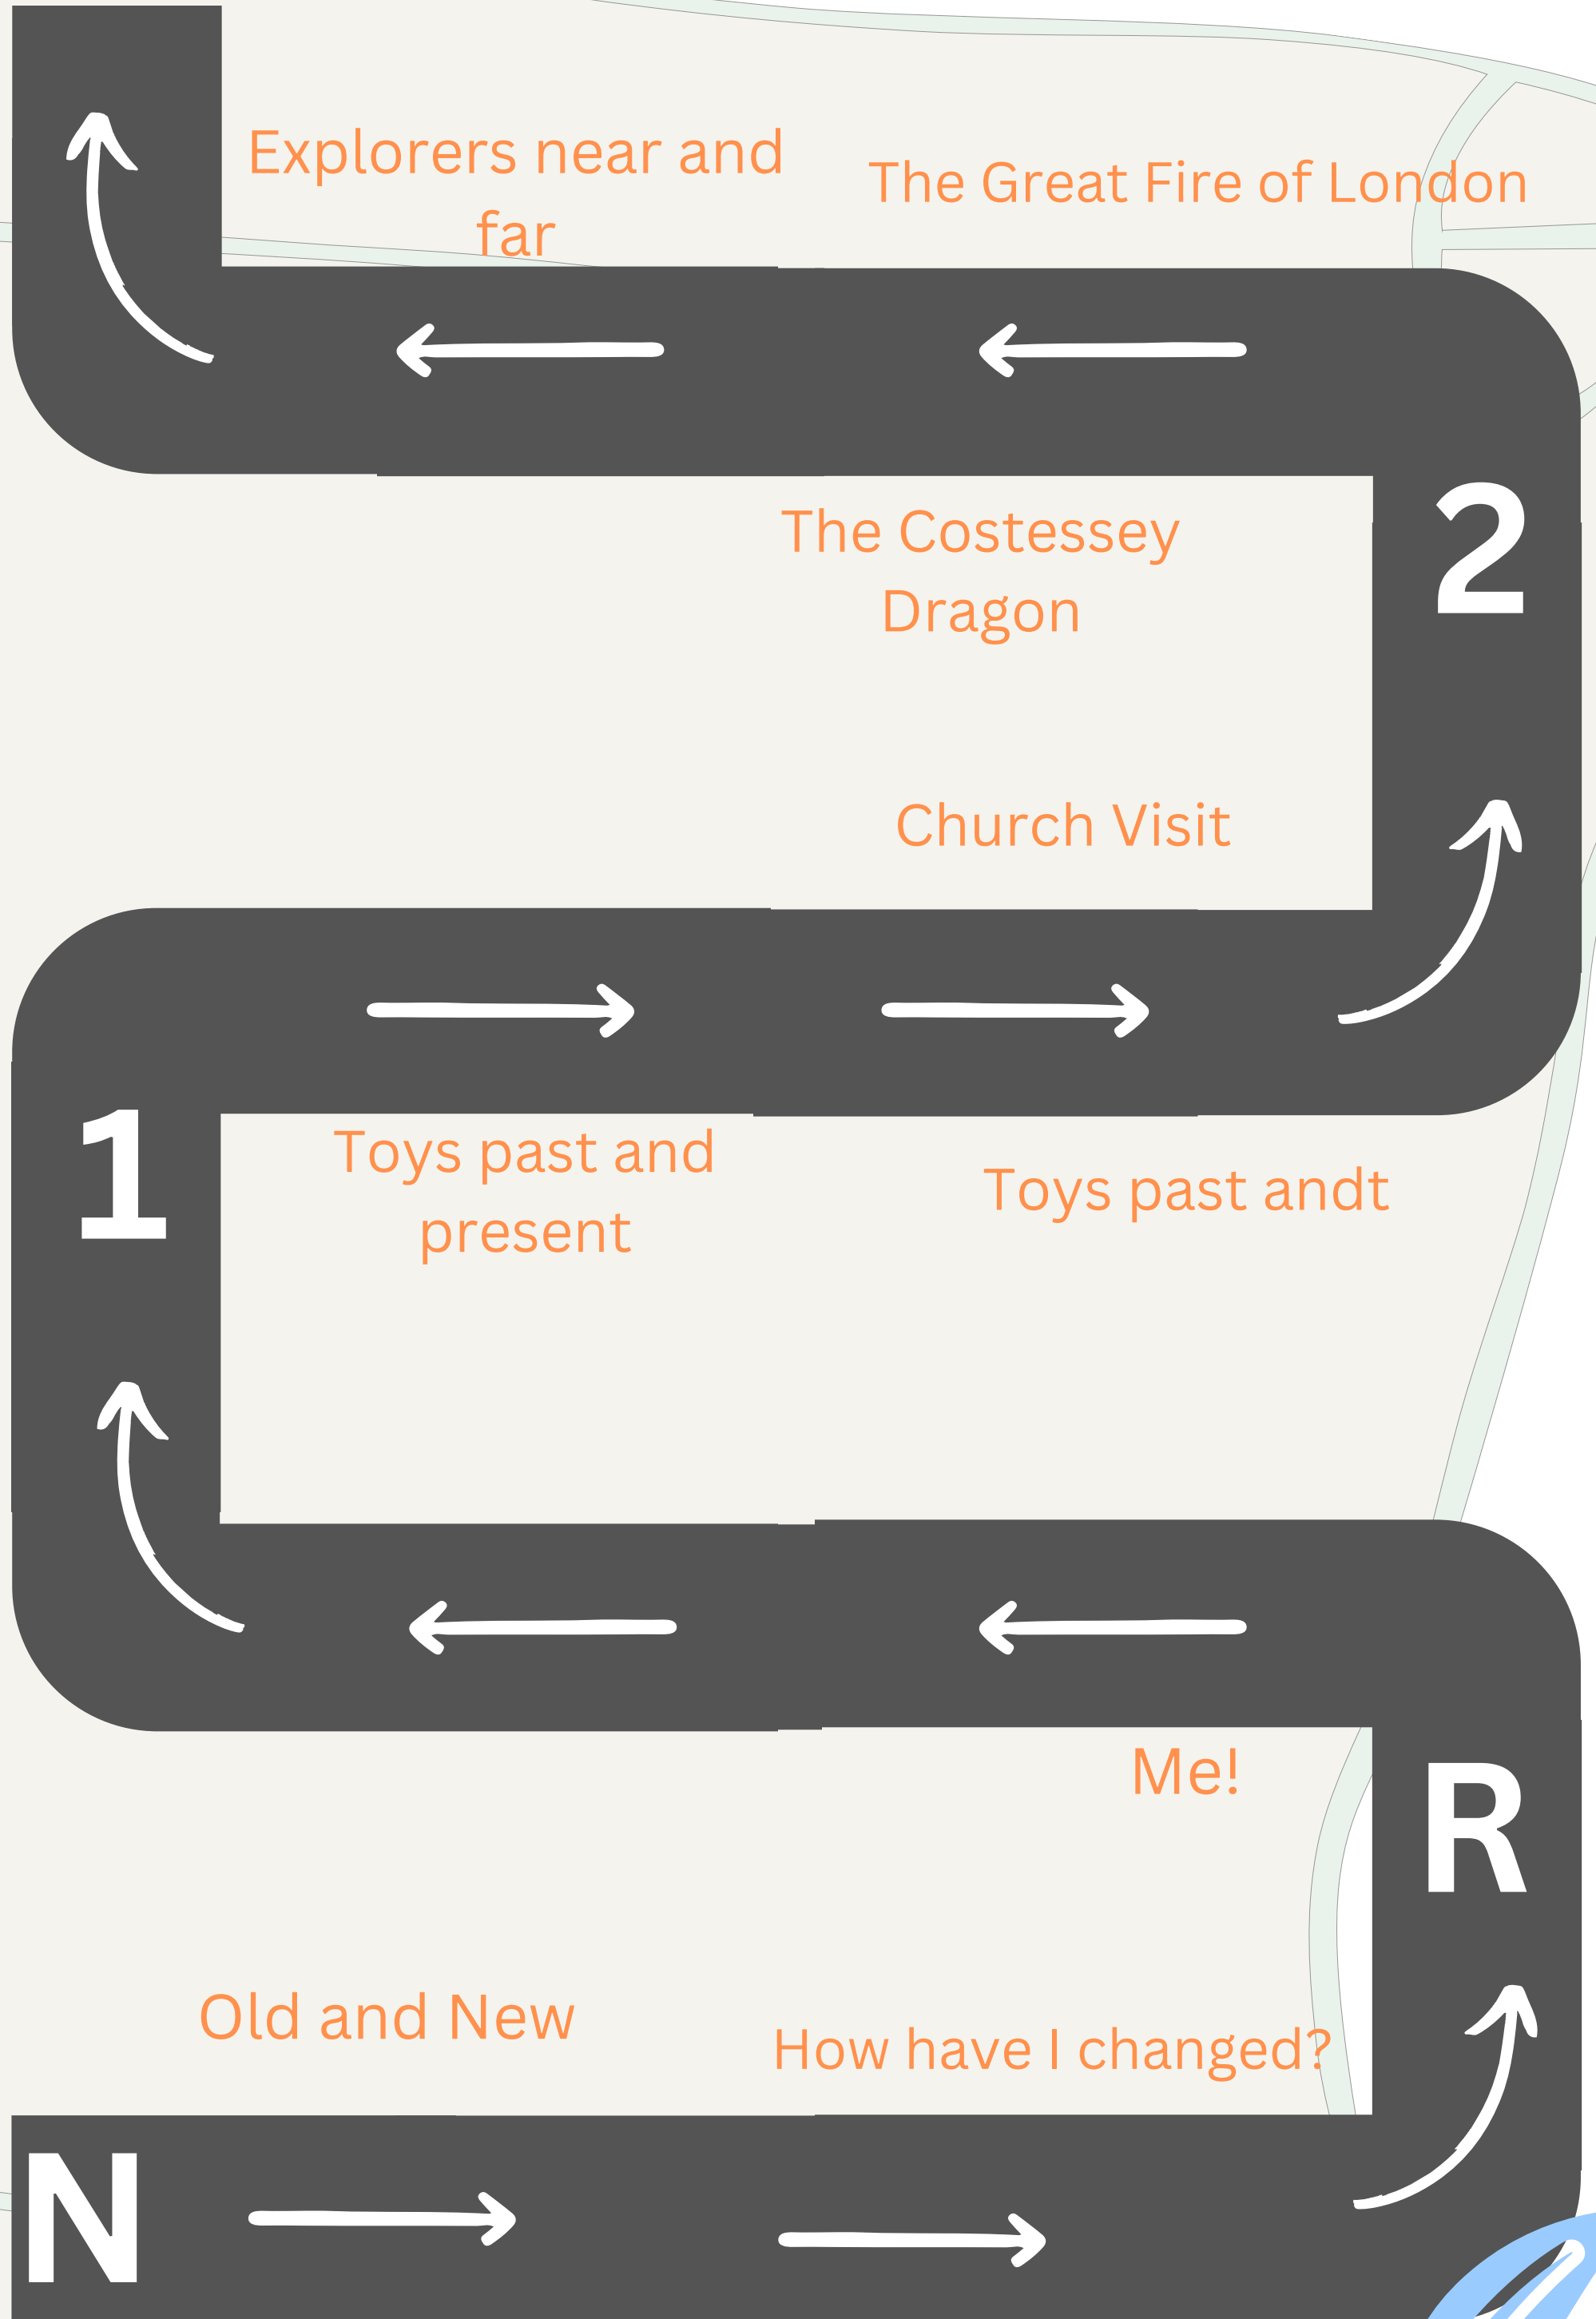 Explorers near and
far
The Great Fire of London
The Costessey
Dragon
2
Church Visit
1
Toys past and
present
Toys past andt
Me!
R
Old and New
How have I changed?
N